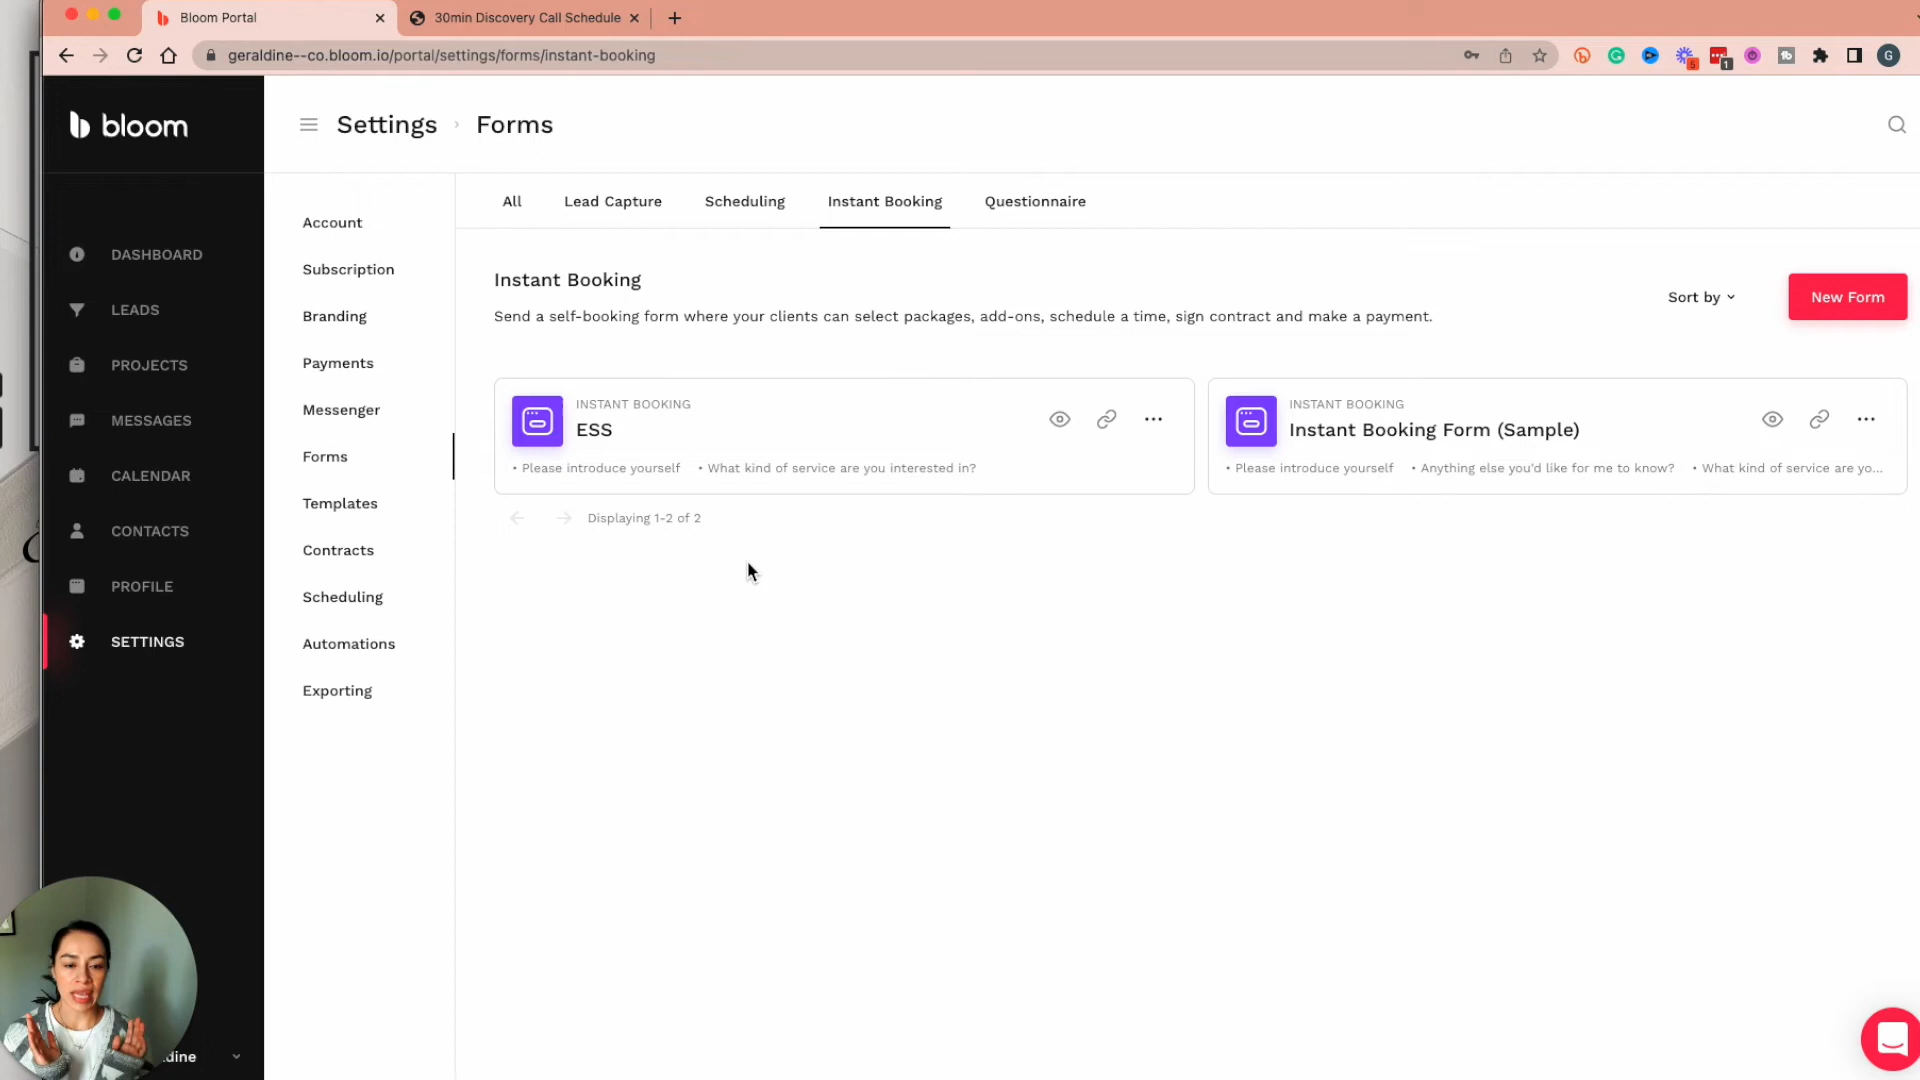 Bloom Portal
30min Discovery Call Schedule
geraldine--co.bloom.io/portal/settings/forms/instant-booking
5
1
G
bloom
Settings › Forms
DASHBOARD
LEADS
PROJECTS
MESSAGES
CALENDAR
CONTACTS
PROFILE
SETTINGS
dine
Account
Subscription
Branding
Payments
Messenger
Forms
Templates
Contracts
Scheduling
Automations
Exporting
All Lead Capture Scheduling Instant Booking Questionnaire
Instant Booking
Send a self-booking form where your clients can select packages, add-ons, schedule a time, sign contract and make a payment.
Sort by
New Form
INSTANT BOOKING
ESS
• Please introduce yourself • What kind of service are you interested in?
INSTANT BOOKING
Instant Booking Form (Sample)
• Please introduce yourself • Anything else you'd like for me to know? • What kind of service are yo...
Displaying 1-2 of 2